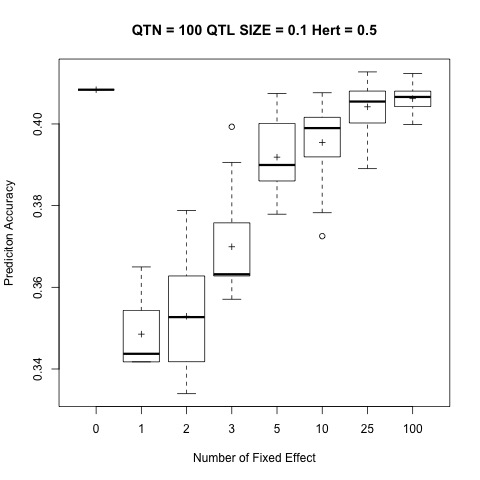 QTN = 100 QTL SIZE = 0.1 Hert = 0.5
Prediciton Accuracy
0.40
0.38
0.36
0.34
0 1 2 3 5 10 25 100
Number of Fixed Effect